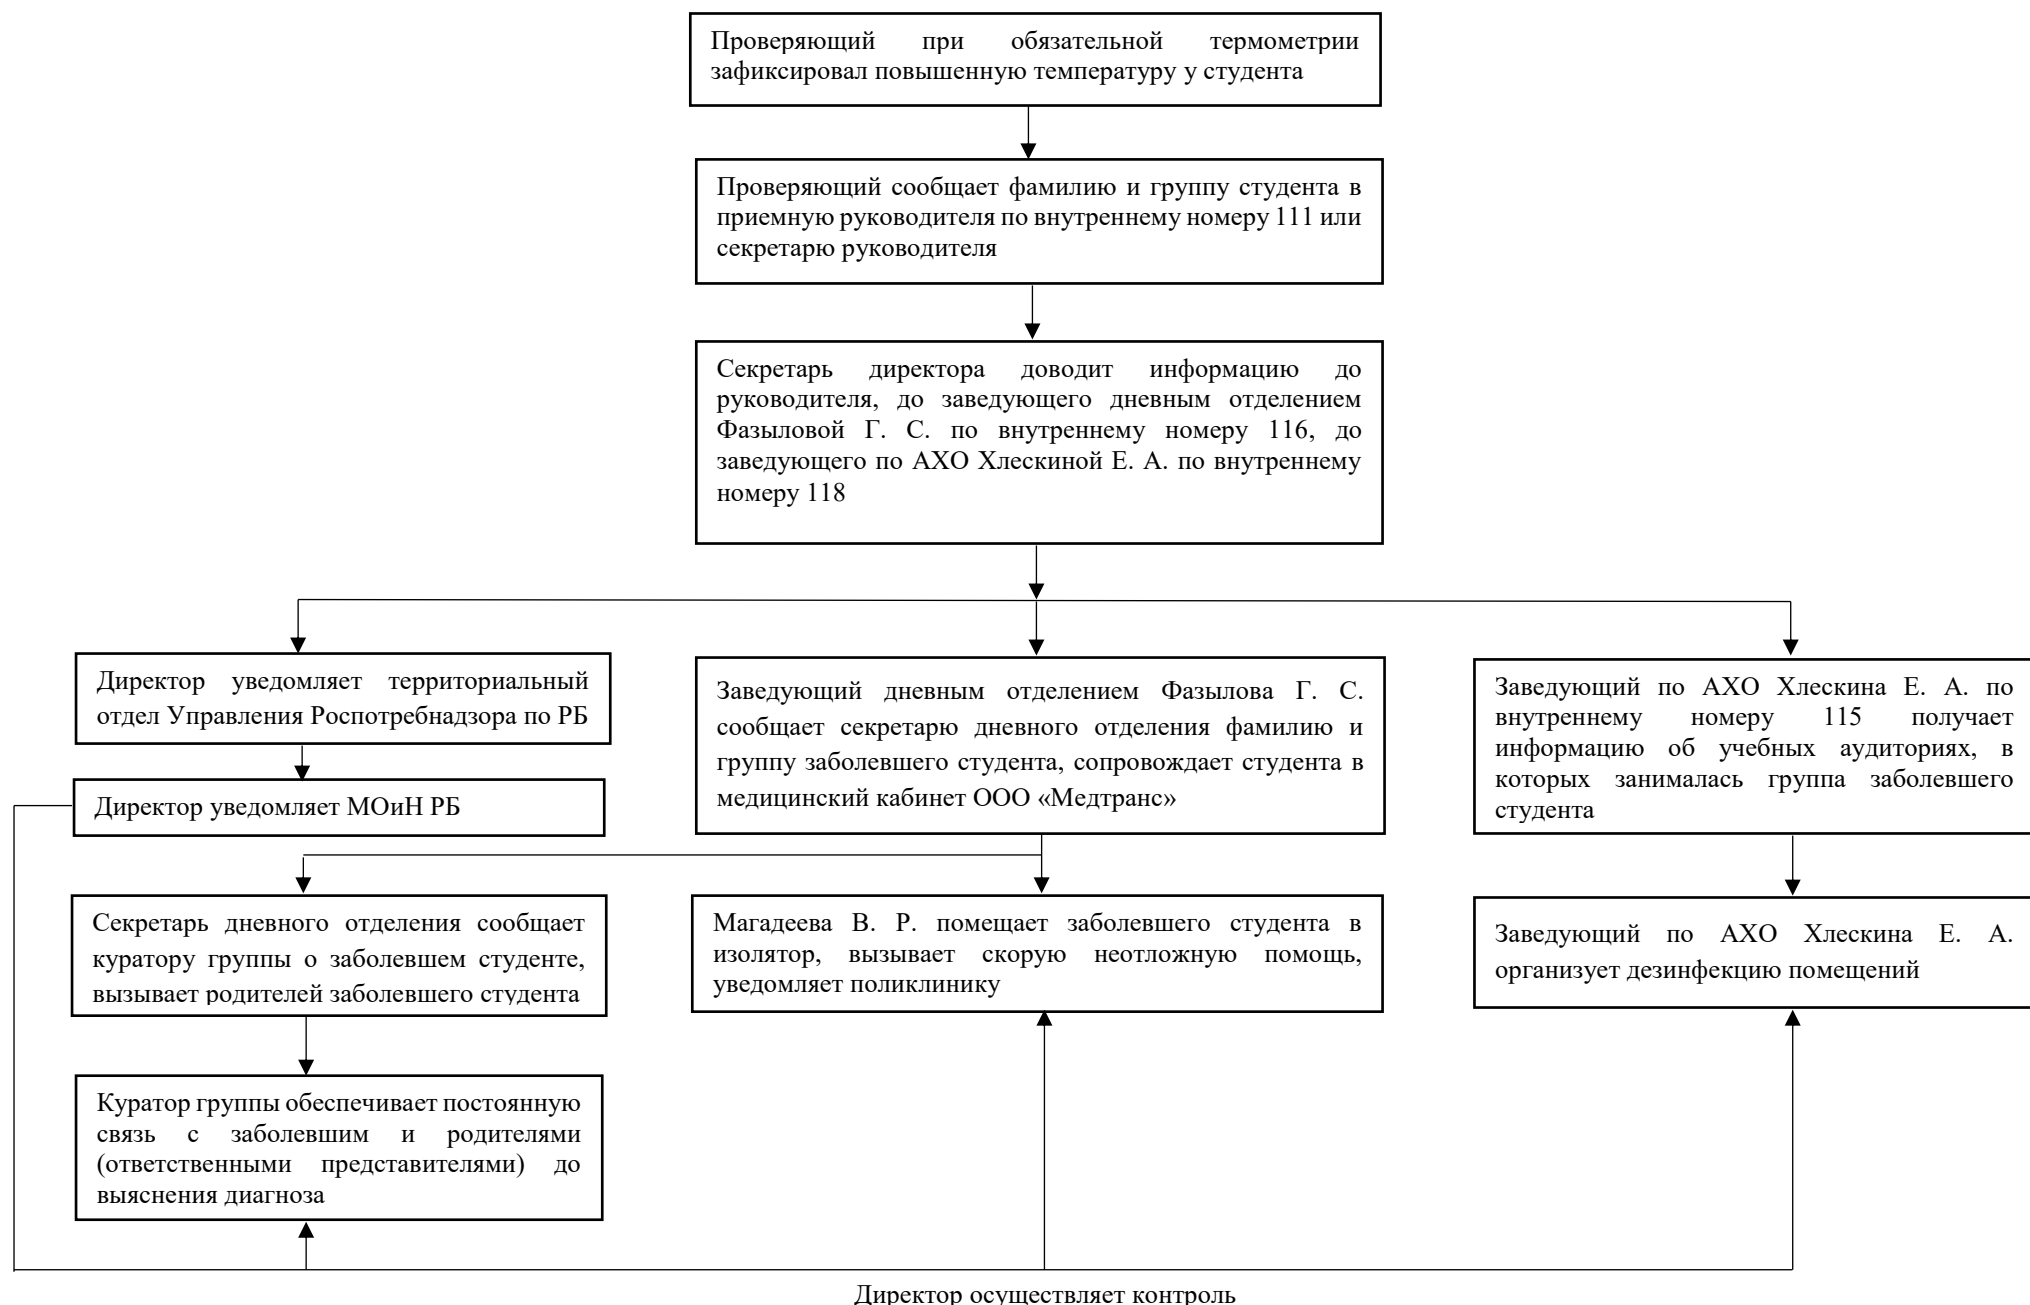 Проверяющий при обязательной термометрии
зафиксировал повышенную температуру у студента
Проверяющий сообщает фамилию и группу студента в
приемную руководителя по внутреннему номеру 111 или
секретарю руководителя
Секретарь директора доводит информацию до
руководителя, до заведующего дневным отделением
Фазыловой Г. С. по внутреннему номеру 116, до
заведующего по АХО Хлескиной Е. А. по внутреннему
номеру 118
Директор уведомляет территориальный
отдел Управления Роспотребнадзора по РБ
Директор уведомляет МОиН РБ
Заведующий дневным отделением Фазылова Г. С.
сообщает секретарю дневного отделения фамилию и
группу заболевшего студента, сопровождает студента в
медицинский кабинет ООО «Медтранс»
Заведующий по АХО Хлескина Е. А. по
внутреннему номеру 115 получает
информацию об учебных аудиториях, в
которых занималась группа заболевшего
студента
Секретарь дневного отделения сообщает
куратору группы о заболевшем студенте,
вызывает родителей заболевшего студента
Магадеева В. Р. помещает заболевшего студента в
изолятор, вызывает скорую неотложную помощь,
уведомляет поликлинику
Заведующий по АХО Хлескина Е. А.
организует дезинфекцию помещений
Куратор группы обеспечивает постоянную
связь с заболевшим и родителями
(ответственными представителями) до
выяснения диагноза
Директор осуществляет контроль